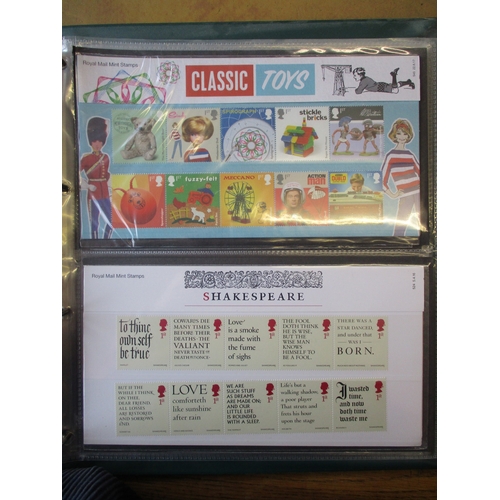 Royal Mail Mint Stamps
CLASSIC TOYS
1st
SPIROGRAPH
stickle
bricks
fuzzy-felt
MECCANO
ACTION
man
Royal Mail Mint Stamps
SHAKESPEARE
to thine
own self
be true
COWARDS DIE
MANY TIMES
BEFORE THEIR
DEATHS: THE
VALIANT
NEVER TASTE OF
DEATH BUT ONCE.
Love
is a smoke
made with
the fume
of sighs
THE FOOL
DOTH THINK
HE IS WISE,
BUT THE
WISE MAN
KNOWS
HIMSELF TO
BE A FOOL
THERE WAS A
STAR DANCED,
and under that
was I
BORN.
BUT IF THE
WHILE I THINK
ON THEE,
DEAR FRIEND,
ALL LOSSES
ARE RESTORED
AND SORROWS
END
LOVE
comforteth
like sunshine
after rain
WE ARE
SUCH STUFF
AS DREAMS
ARE MADE
ON; AND OUR
LITTLE LIFE
IS ROUNDED
WITH A SLEEP
Life's but a
walking shadow,
a poor player
That struts
and frets
his hour
upon the
stage
I wasted
time,
and now
doth time
waste me